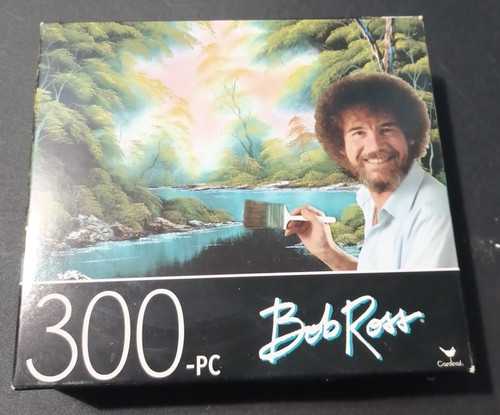 300-PC
Bob Ross.
Cardinal.